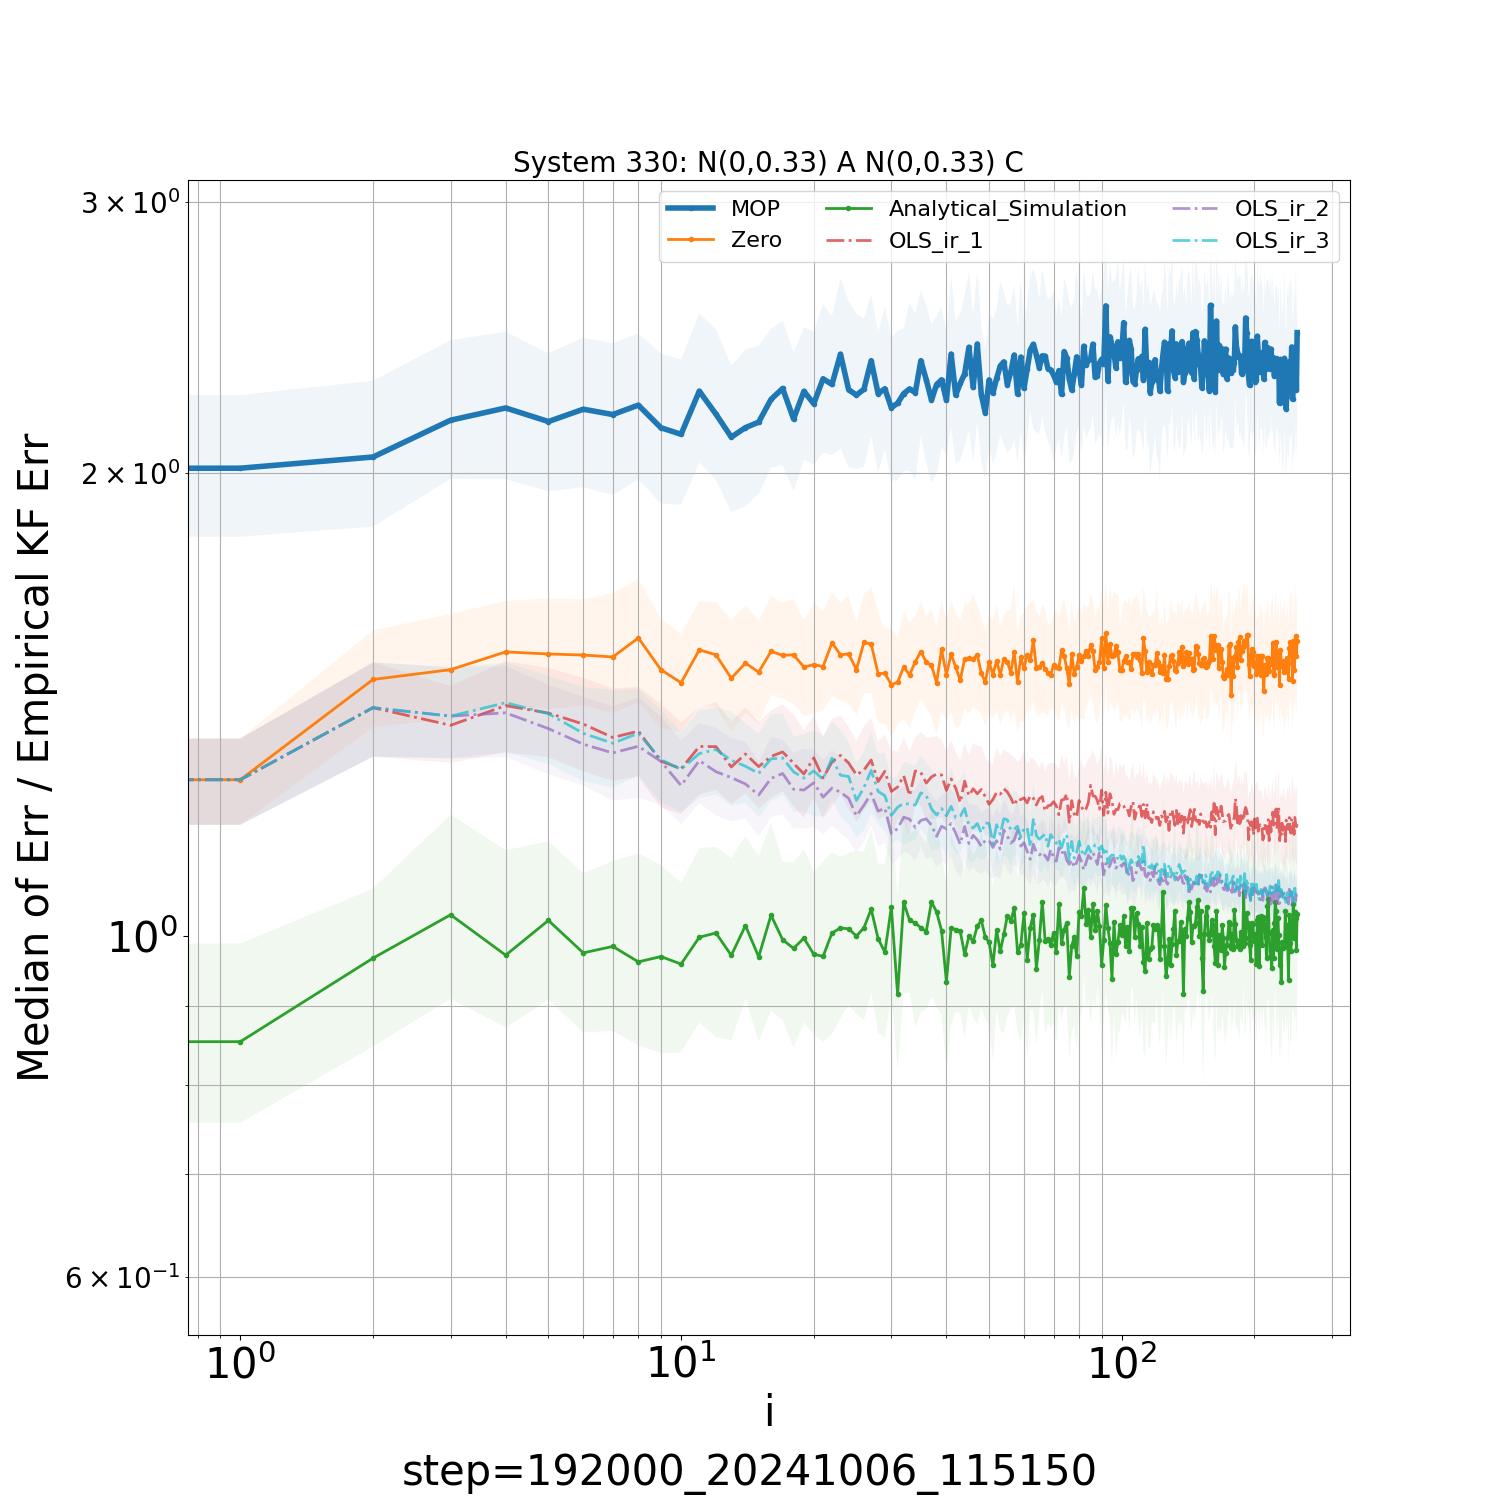 System 330: N(0,0.33) A N(0,0.33) C
MOP
Zero
Analytical_Simulation
OLS_ir_1
OLS_ir_2
OLS_ir_3
3 × 10⁰
2 × 10⁰
10⁰
6 × 10⁻¹
Median of Err / Empirical KF Err
10⁰ 10¹ 10²
i
step=192000_20241006_115150